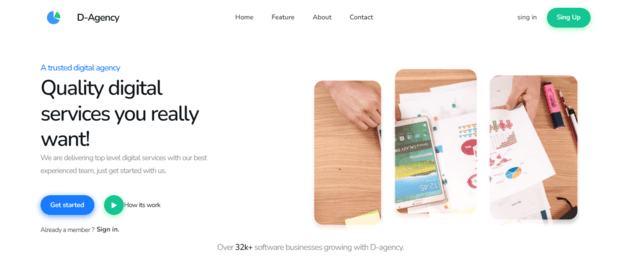 D-Agency
Home
Feature
About
Contact
sing in
Sing Up
A trusted digital agency
Quality digital
services you really
want!
We are delivering top level digital services with our best
experienced team, just get started with us.
Get started
How its work
Already a member ? Sign in.
Over 32k+ software businesses growing with D-agency.